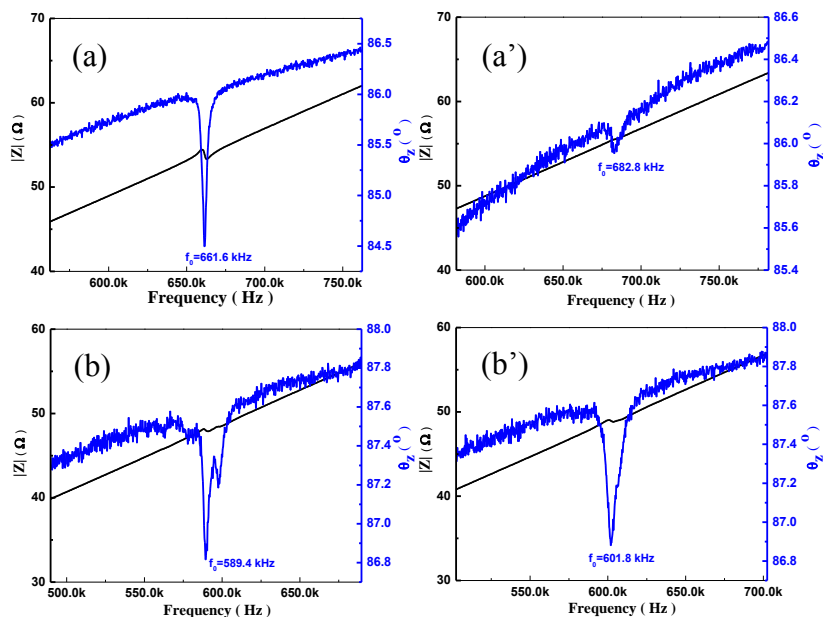 (a)
|Z| (Ω)
70
60
50
40
86.5
86.0
85.5
85.0
84.5
θz (°)
f0=661.6 kHz
600.0k 650.0k 700.0k 750.0k
Frequency ( Hz )
(a')
|Z| (Ω)
70
60
50
40
86.6
86.4
86.2
86.0
85.8
85.6
85.4
θz (°)
f0=682.8 kHz
600.0k 650.0k 700.0k 750.0k
Frequency ( Hz )
(b)
|Z| (Ω)
60
50
40
30
88.0
87.8
87.6
87.4
87.2
87.0
86.8
θz (°)
f0=589.4 kHz
500.0k 550.0k 600.0k 650.0k
Frequency ( Hz )
(b')
|Z| (Ω)
60
50
40
30
88.0
87.8
87.6
87.4
87.2
87.0
86.8
θz (°)
f0=601.8 kHz
550.0k 600.0k 650.0k 700.0k
Frequency ( Hz )